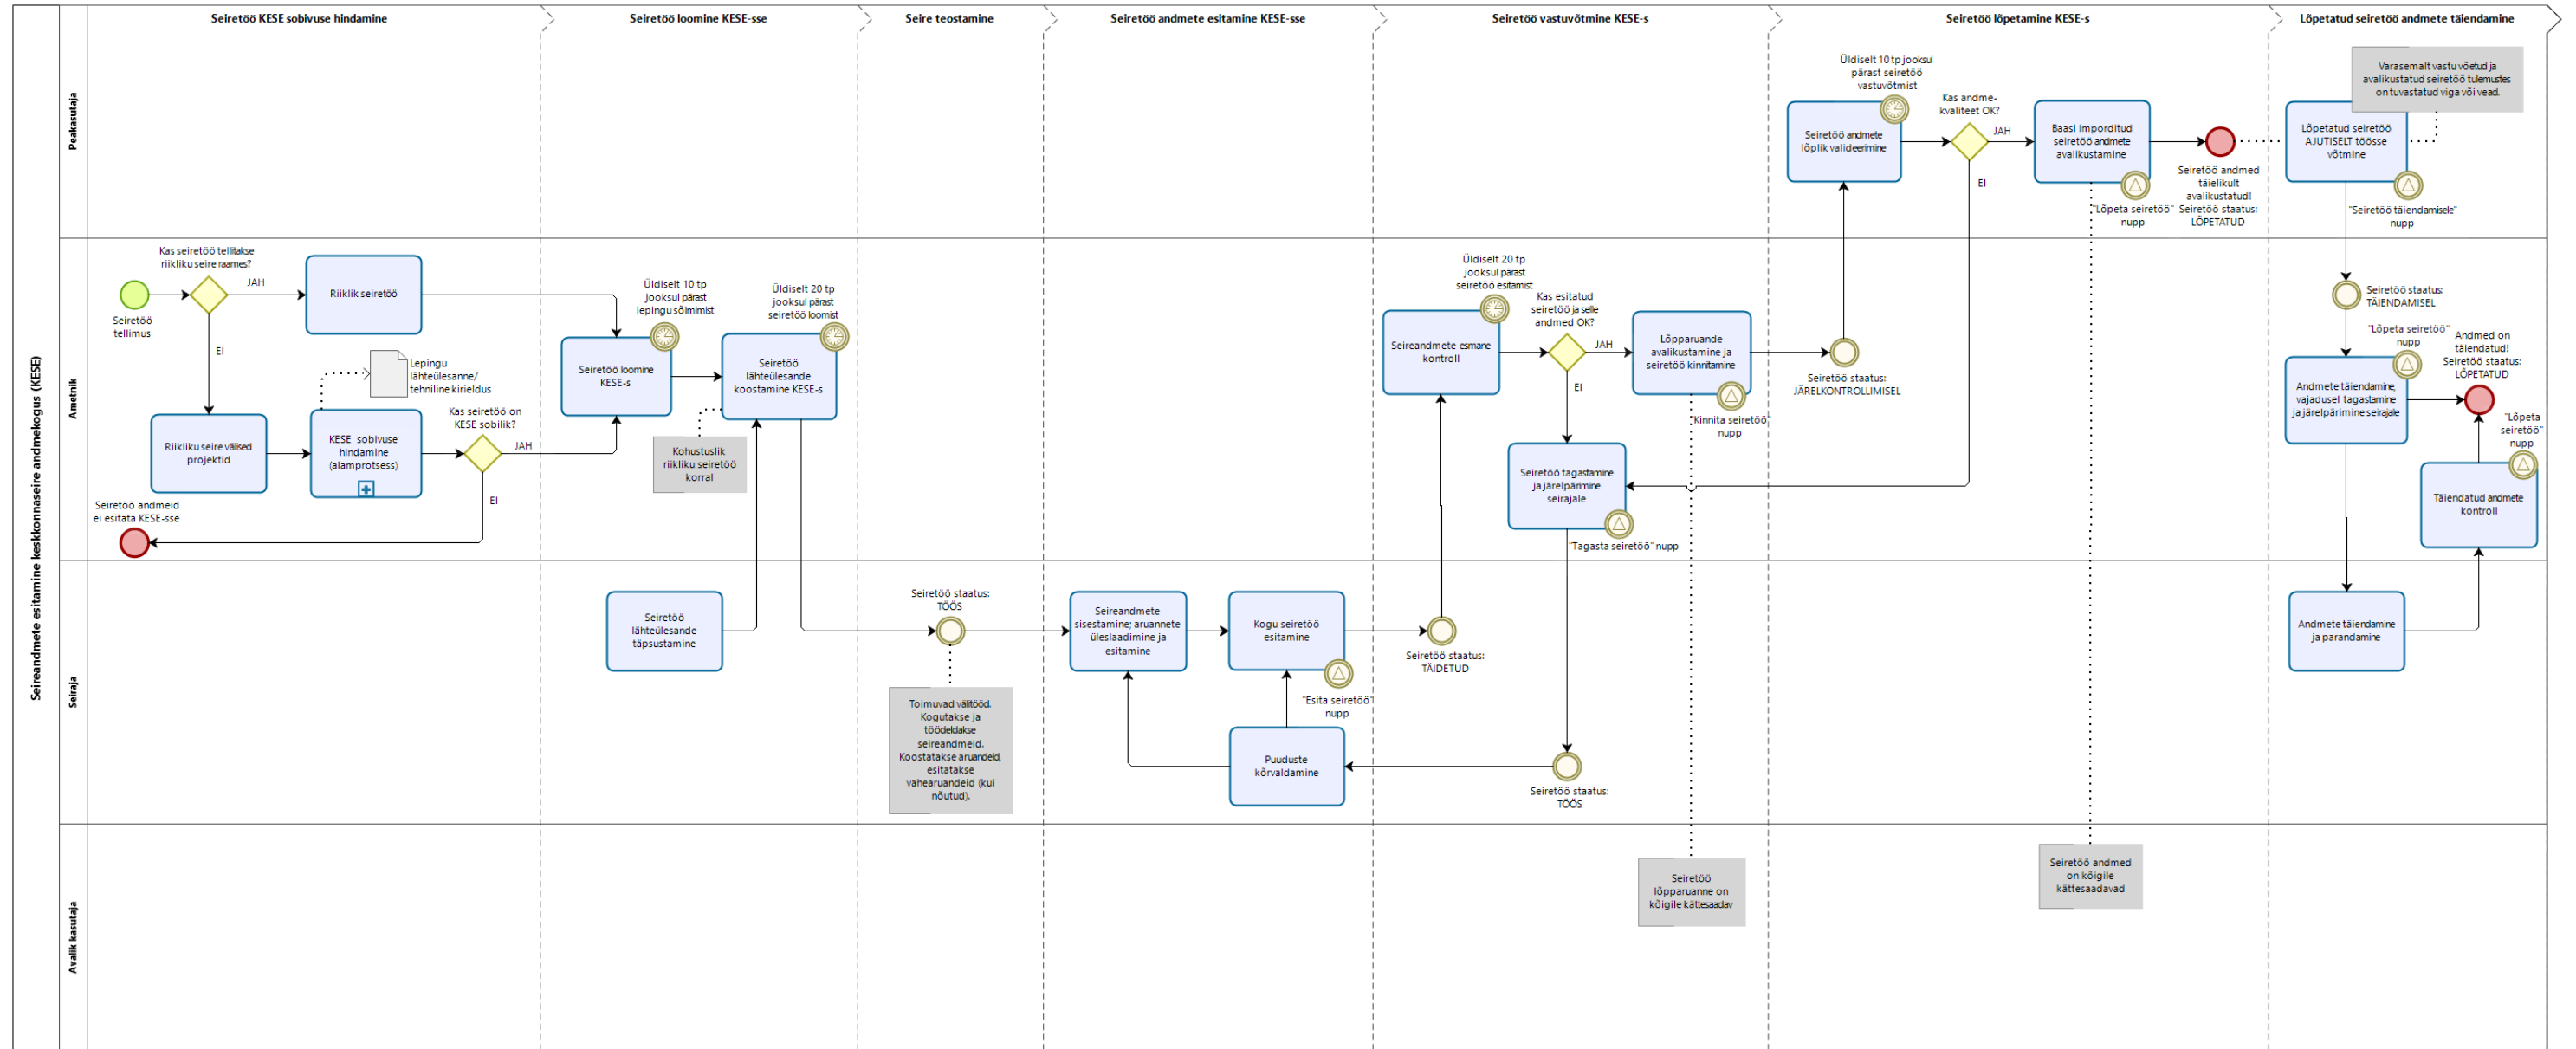 Seireandmete esitamine keskkonnaseire andmekogus (KESE)
Seiretöö KESE sobivuse hindamine
Seiretöö loomine KESE-sse
Seire teostamine
Seiretöö andmete esitamine KESE-sse
Seiretöö vastuvõtmine KESE-s
Seiretöö lõpetamine KESE-s
Lõpetatud seiretöö andmete täiendamine
Peakasutaja
Üldiselt 10 tp jooksul
pärast seiretöö
vastuvõtmist
Seiretöö andmete
lõplik valideerimine
Kas andme-
kvaliteet OK?
JAH
EI
Baasi imporditud
seiretöö andmete
avalikustamine
"Lõpeta seiretöö"
nupp
Seiretöö andmed
täielikult
avalikustatud!
Seiretöö staatus:
LÕPETATUD
Varasemalt vastu võetud ja
avalikustatud seiretöö tulemustes
on tuvastatud viga või vead.
Lõpetatud seiretöö
AJUTISELT töösse
võtmine
"Seiretöö täiendamisele"
nupp
Ametnik
Seiretöö
tellimus
Kas seiretöö tellitakse
riikliku seire raames?
JAH
EI
Riiklik seiretöö
Riikliku seire välised
projektid
Lepingu
lähteülesanne/
tehniline kirieldus
KESE sobivuse
hindamine
(alamprotsess)
Kas seiretöö on
KESE sobilik?
JAH
EI
Seiretöö andmeid
ei esitata KESE-sse
Üldiselt 10 tp
jooksul pärast
lepingu sõlmimist
Seiretöö loomine
KESE-s
Üldiselt 20 tp
jooksul pärast
seiretöö loomist
Seiretöö
lähteülesande
koostamine KESE-s
Kohustuslik
riikliku seiretöö
korral
Üldiselt 20 tp
jooksul pärast
seiretöö esitamist
Seireandmete esmane
kontroll
Kas esitatud
seiretöö ja selle
andmed OK?
JAH
EI
Lõpparuande
avalikustamine ja
seiretöö kinnitamine
"Kinnita seiretöö"
nupp
Seiretöö tagastamine
ja järelpärimine
seirajale
"Tagasta seiretöö" nupp
Seiretöö staatus:
JÄRELKONTROLLIMISEL
Seiretöö staatus:
TÄIENDAMISEL
"Lõpeta seiretöö"
nupp
Andmete täiendamine,
vajadusel tagastamine
ja järelpärimine seirajale
Andmed on
täiendatud!
Seiretöö staatus:
LÕPETATUD
"Lõpeta
seiretöö"
nupp
Täiendatud andmete
kontroll
Seiraja
Seiretöö
lähteülesande
täpsustamine
Seiretöö staatus:
TÖÖS
Toimuvad välitööd.
Kogutakse ja
töödeldakse
seireandmeid.
Koostatakse aruandeid,
esitatakse
vahearuandeid (kui
nõutud).
Seireandmete
sisestamine; aruannete
üleslaadimine ja
esitamine
Kogu seiretöö
esitamine
"Esita seiretöö"
nupp
Puuduste
kõrvaldamine
Seiretöö staatus:
TÄIDETUD
Seiretöö staatus:
TÖÖS
Andmete täiendamine
ja parandamine
Avalik kasutaja
Seiretöö
lõpparuanne on
kõigile kättesaadav
Seiretöö andmed
on kõigile
kättesaadavad